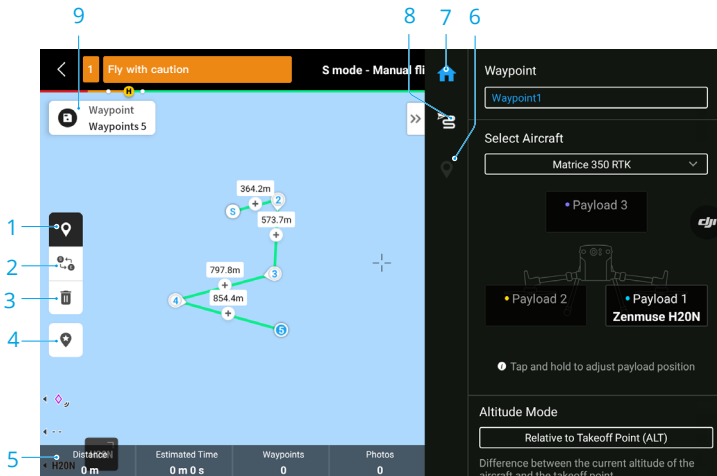 9
8
7
6
1
Fly with caution
S mode - Manual fli
H
Waypoint
Waypoints 5
Waypoint
Waypoint1
Select Aircraft
Matrice 350 RTK
Payload 3
dji
Payload 2
Payload 1
Zenmuse H20N
Tap and hold to adjust payload position
Altitude Mode
Relative to Takeoff Point (ALT)
Difference between the current altitude of the
aircraft and the takeoff point
364.2m
S
2
573.7m
797.8m
3
4
854.4m
5
1
2
3
4
5
--
H20N
Distance
Estimated Time
Waypoints
Photos
0 m
0 m 0 s
0
0